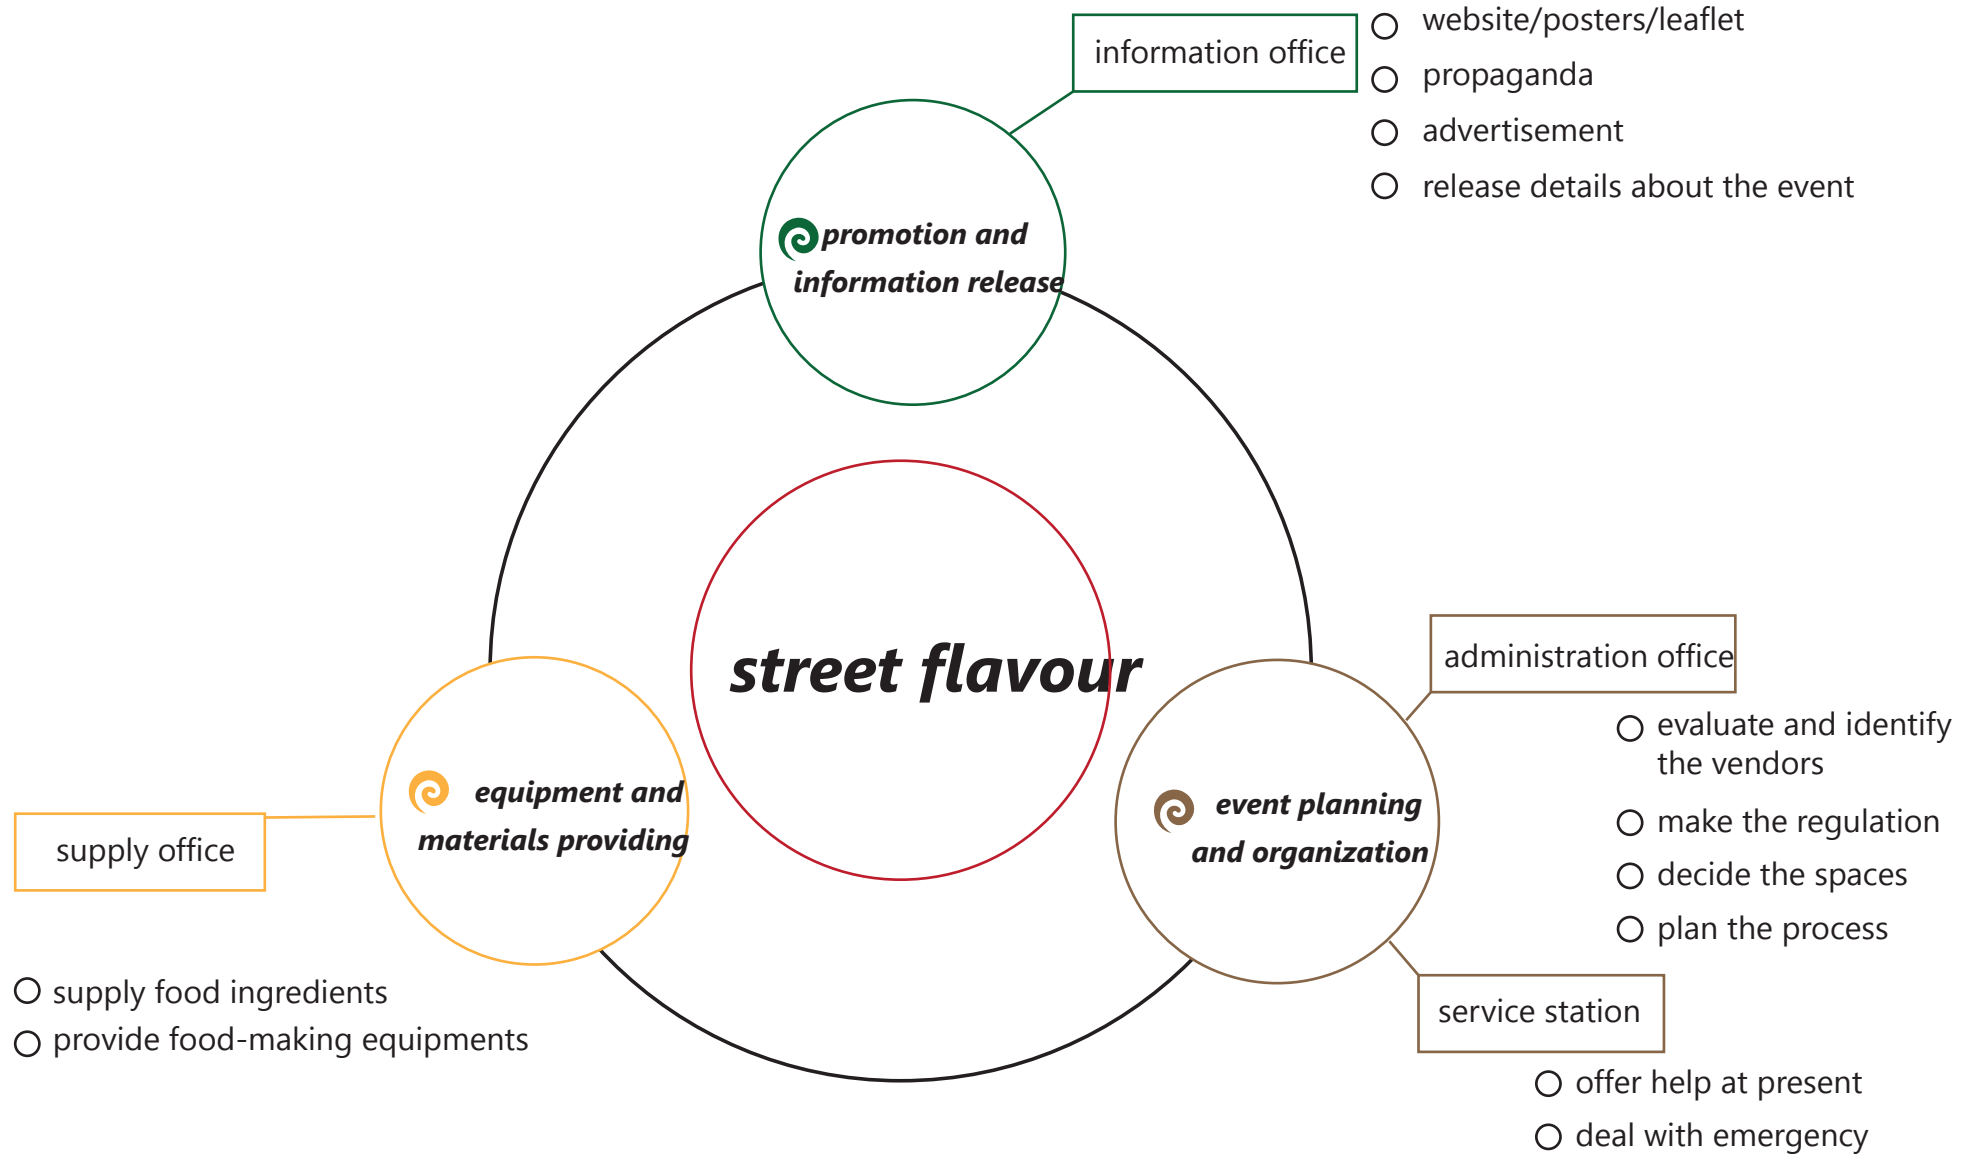 information office
website/posters/leaflet
propaganda
advertisement
release details about the event
promotion and
information release
street flavour
administration office
evaluate and identify
the vendors
make the regulation
decide the spaces
plan the process
event planning
and organization
service station
offer help at present
deal with emergency
equipment and
materials providing
supply office
supply food ingredients
provide food-making equipments